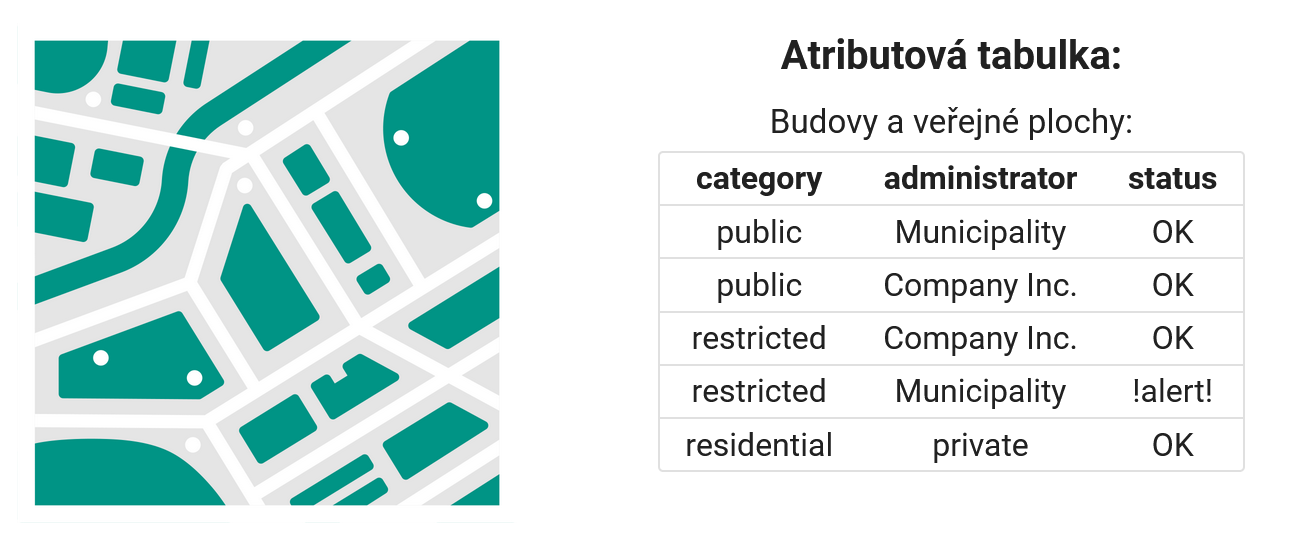 Atributová tabulka:
Budovy a veřejné plochy:
category administrator status
public Municipality OK
public Company Inc. OK
restricted Company Inc. OK
restricted Municipality !alert!
residential private OK